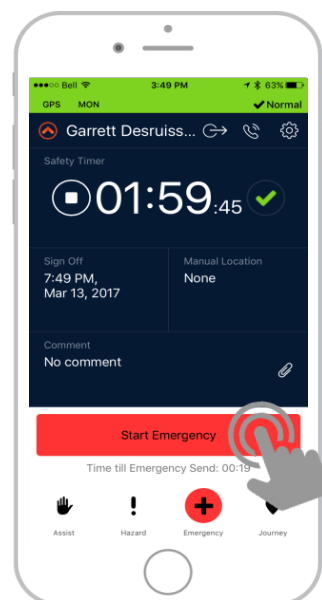 Bell 3:49 PM 63%
GPS MON Normal
Garrett Desruiss...
Safety Timer
01:59:45
Sign Off Manual Location
7:49 PM, None
Mar 13, 2017
Comment
No comment
Start Emergency
Time till Emergency Send: 00:19
Assist Hazard Emergency Journey